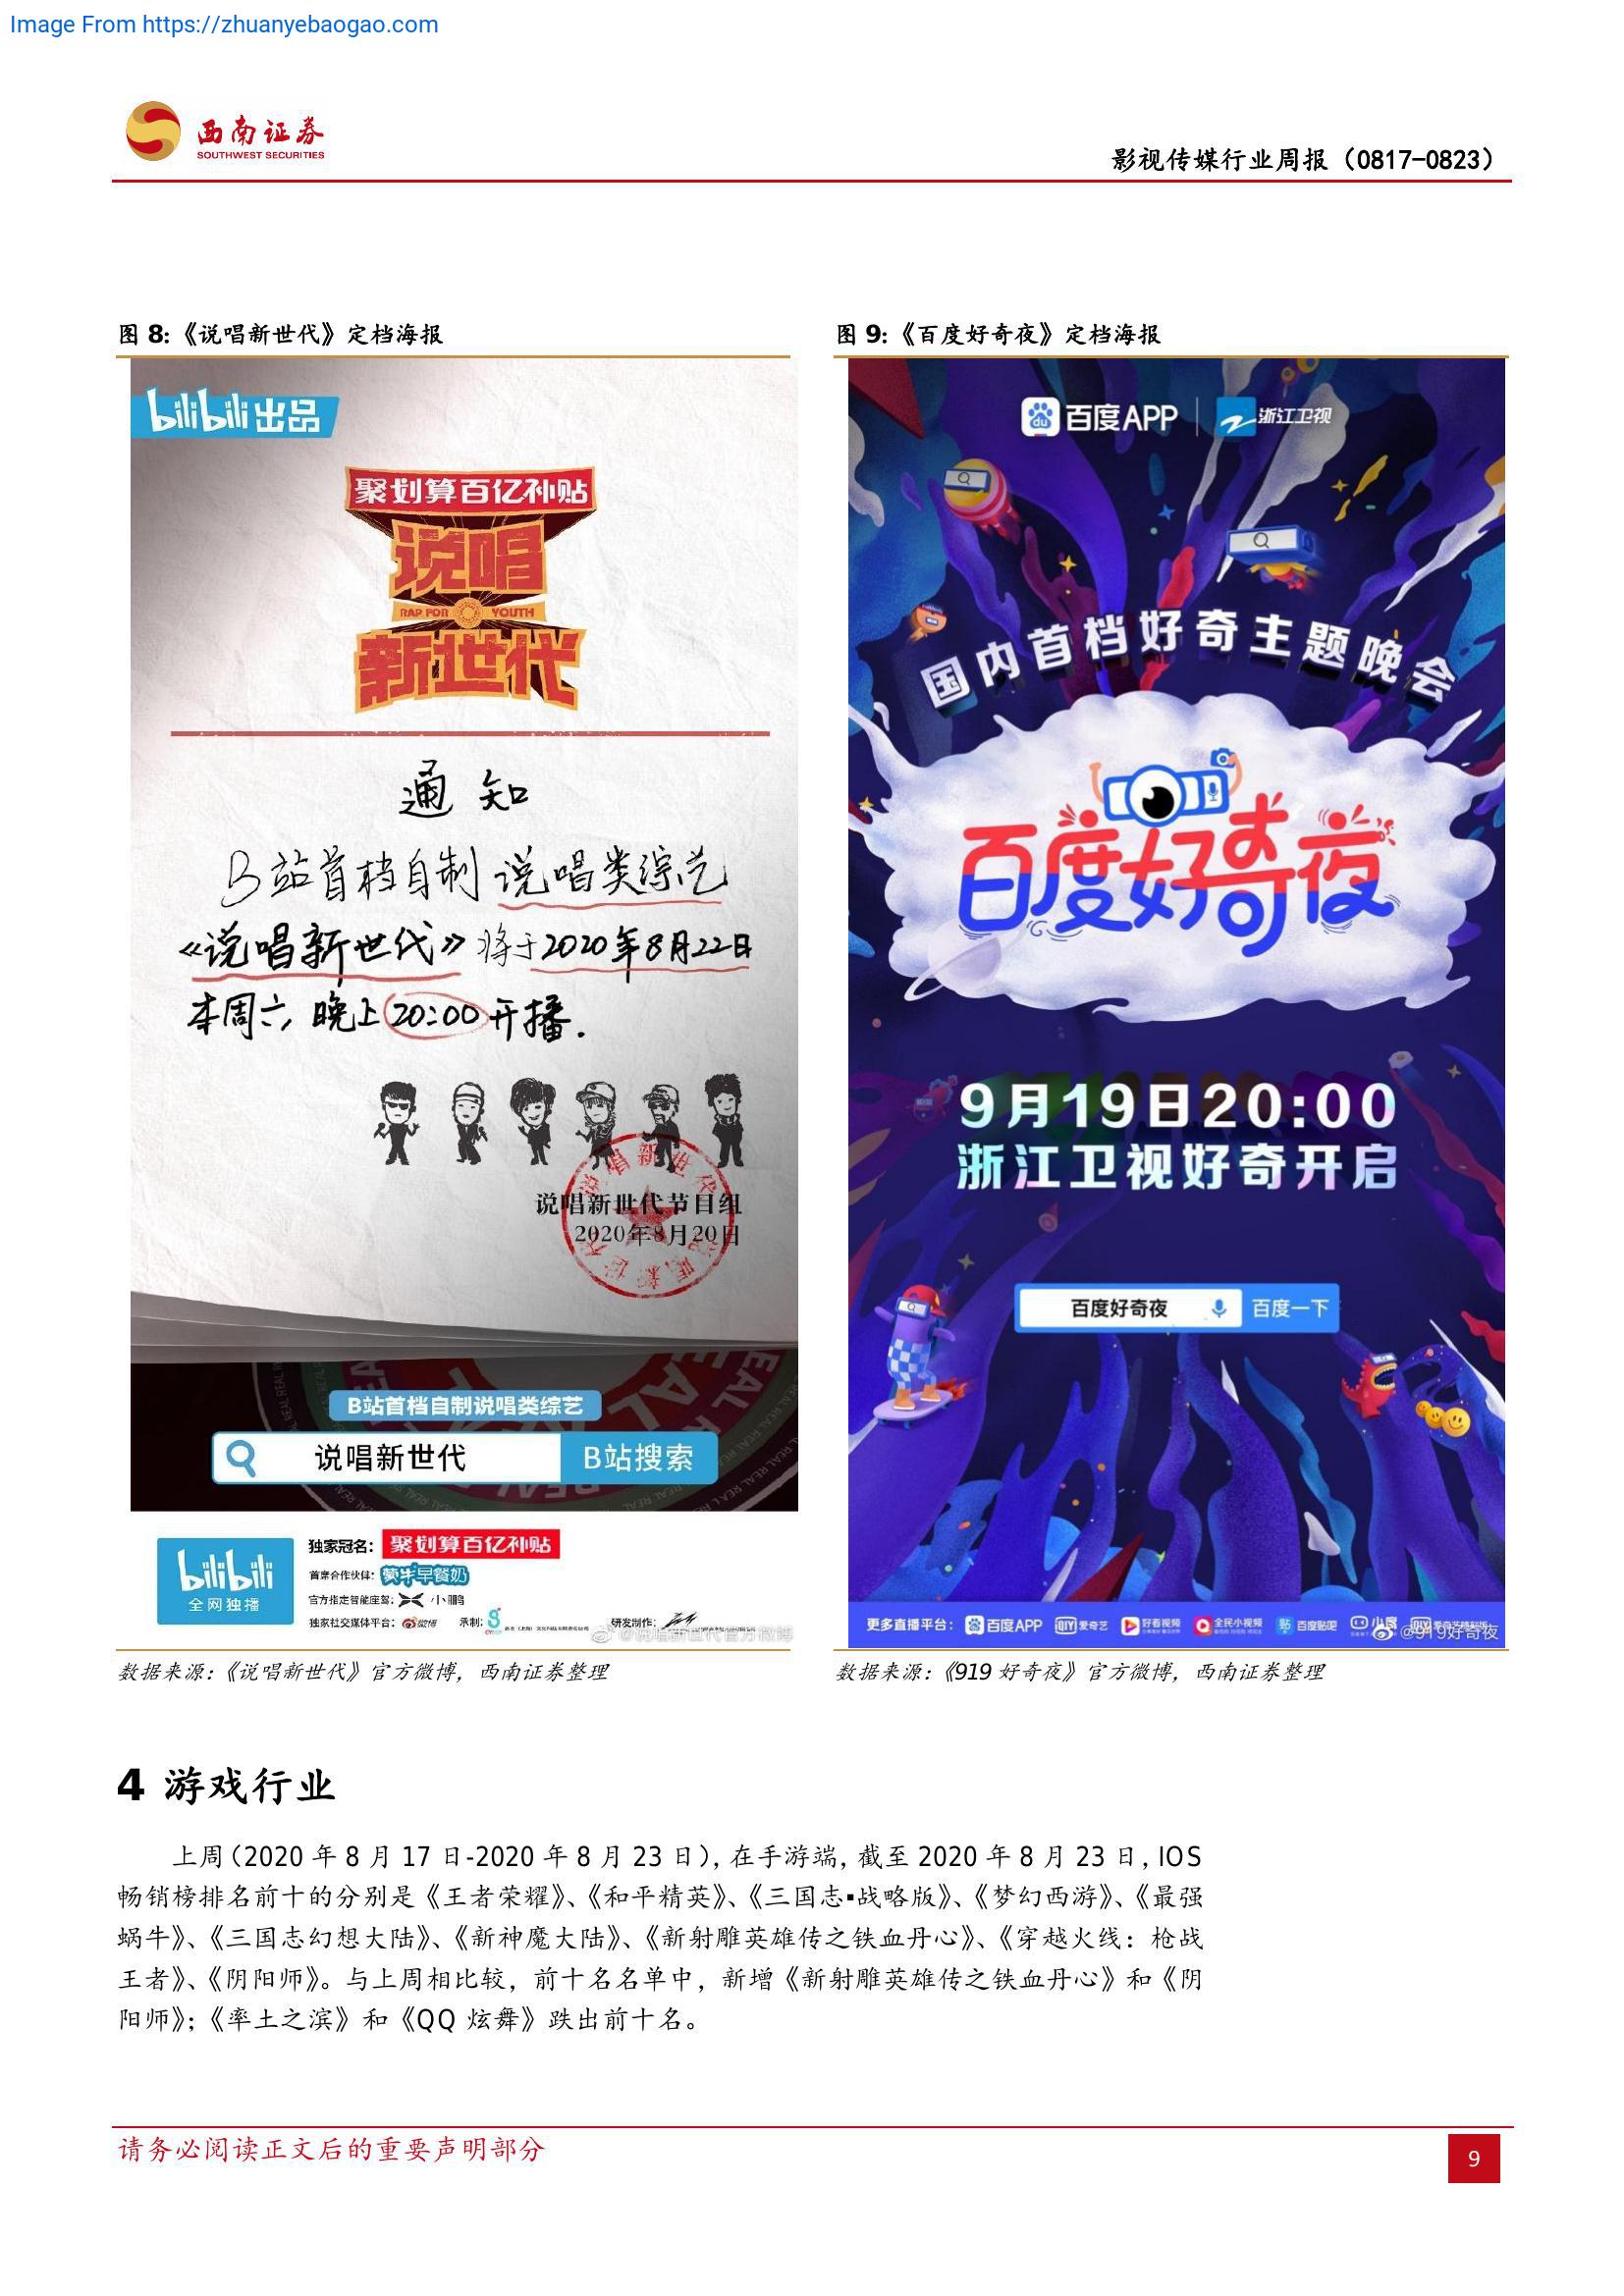 Image From https://zhuanyebaogao.com
西南证券
SOUTHWEST SECURITIES
影视传媒行业周报（0817-0823）
图 8：《说唱新世代》定档海报
bilibili出品
聚划算百亿补贴
说唱
RAP FOR YOUTH
新世代
通知
B站首档自制说唱类综艺
《说唱新世代》将于2020年8月22日
本周六，晚上20:00开播.
说唱新世代节目组
2020年8月20日
B站首档自制说唱类综艺
说唱新世代 B站搜索
bilibili
全网独播
独家冠名：聚划算百亿补贴
首席合作伙伴：蒙牛早餐奶
官方指定智能座驾：小鹏
独家社交媒体平台：微博 承制： 研发制作：
@说唱新世代官方微博
数据来源：《说唱新世代》官方微博，西南证券整理
图 9：《百度好奇夜》定档海报
百度APP 浙江卫视
国内首档好奇主题晚会
百度好奇夜
9月19日20:00
浙江卫视好奇开启
百度好奇夜 百度一下
更多直播平台： 百度APP 爱奇艺 好看视频 全民小视频 百度贴吧 小度
@919好奇夜
数据来源：《919 好奇夜》官方微博，西南证券整理
4 游戏行业
上周（2020 年 8 月 17 日-2020 年 8 月 23 日），在手游端，截至 2020 年 8 月 23 日，IOS
畅销榜排名前十的分别是《王者荣耀》、《和平精英》、《三国志▪战略版》、《梦幻西游》、《最强
蜗牛》、《三国志幻想大陆》、《新神魔大陆》、《新射雕英雄传之铁血丹心》、《穿越火线：枪战
王者》、《阴阳师》。与上周相比较，前十名名单中，新增《新射雕英雄传之铁血丹心》和《阴
阳师》；《率土之滨》和《QQ 炫舞》跌出前十名。
请务必阅读正文后的重要声明部分
9